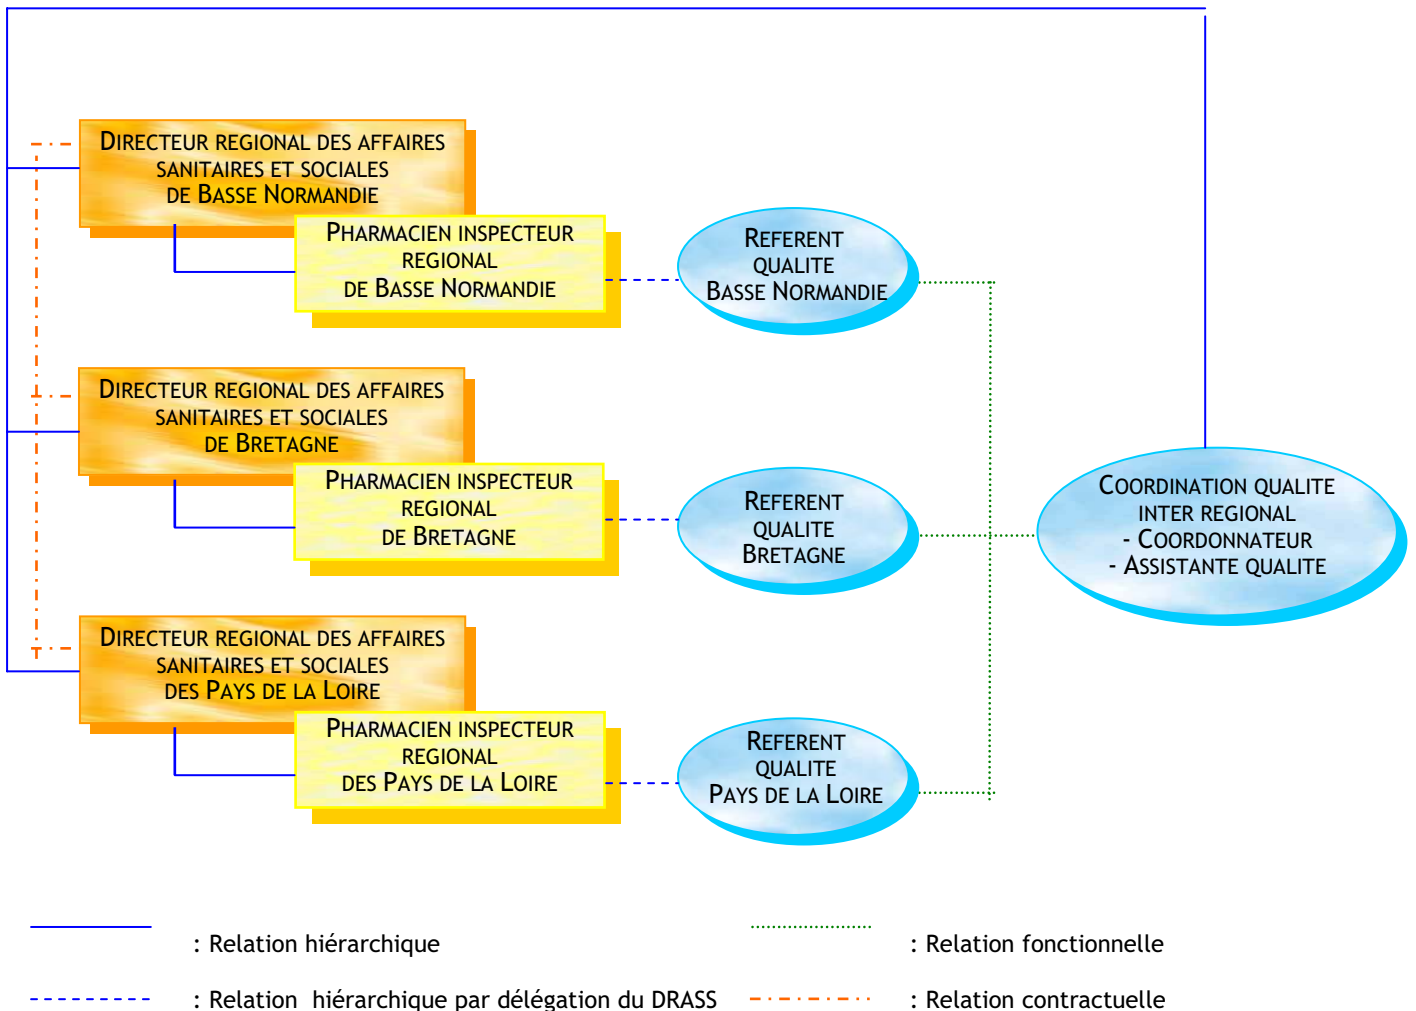 DIRECTEUR REGIONAL DES AFFAIRES
SANITAIRES ET SOCIALES
DE BASSE NORMANDIE
PHARMACIEN INSPECTEUR
REGIONAL
DE BASSE NORMANDIE
REFERENT
QUALITE
BASSE NORMANDIE
DIRECTEUR REGIONAL DES AFFAIRES
SANITAIRES ET SOCIALES
DE BRETAGNE
PHARMACIEN INSPECTEUR
REGIONAL
DE BRETAGNE
REFERENT
QUALITE
BRETAGNE
COORDINATION QUALITE
INTER REGIONAL
- COORDONNATEUR
- ASSISTANTE QUALITE
DIRECTEUR REGIONAL DES AFFAIRES
SANITAIRES ET SOCIALES
DES PAYS DE LA LOIRE
PHARMACIEN INSPECTEUR
REGIONAL
DES PAYS DE LA LOIRE
REFERENT
QUALITE
PAYS DE LA LOIRE
: Relation hiérarchique
: Relation fonctionnelle
: Relation hiérarchique par délégation du DRASS
: Relation contractuelle